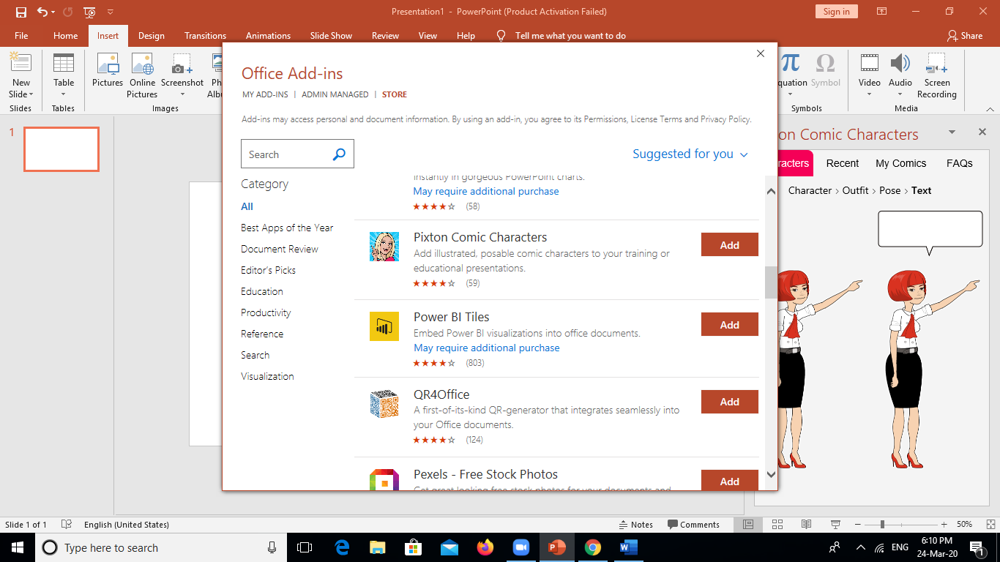 Presentation1 - PowerPoint (Product Activation Failed)
Sign in
File Home Insert Design Transitions Animations Slide Show Review View Help Tell me what you want to do Share
New
Slide
Slides
Table
Tables
Pictures
Online
Pictures
Screenshot
Images
Symbol
Symbols
Video
Audio
Screen
Recording
Media
Office Add-ins
MY ADD-INS | ADMIN MANAGED | STORE
Add-ins may access personal and document information. By using an add-in, you agree to its Permissions, License Terms and Privacy Policy.
Search
Suggested for you
Category
All
Best Apps of the Year
Document Review
Editor's Picks
Education
Productivity
Reference
Search
Visualization
instantly in gorgeous PowerPoint charts.
May require additional purchase
(58)
Pixton Comic Characters
Add illustrated, posable comic characters to your training or
educational presentations.
(59)
Add
Power BI Tiles
Embed Power BI visualizations into office documents.
May require additional purchase
(803)
Add
QR4Office
A first-of-its-kind QR-generator that integrates seamlessly into
your Office documents.
(124)
Add
Pexels - Free Stock Photos
Get great looking free stock photos for your documents and
Add
on Comic Characters
racters Recent My Comics FAQs
Character > Outfit > Pose > Text
1
Slide 1 of 1 English (United States) Notes Comments 50%
Type here to search
ENG
6:10 PM
24-Mar-20
1